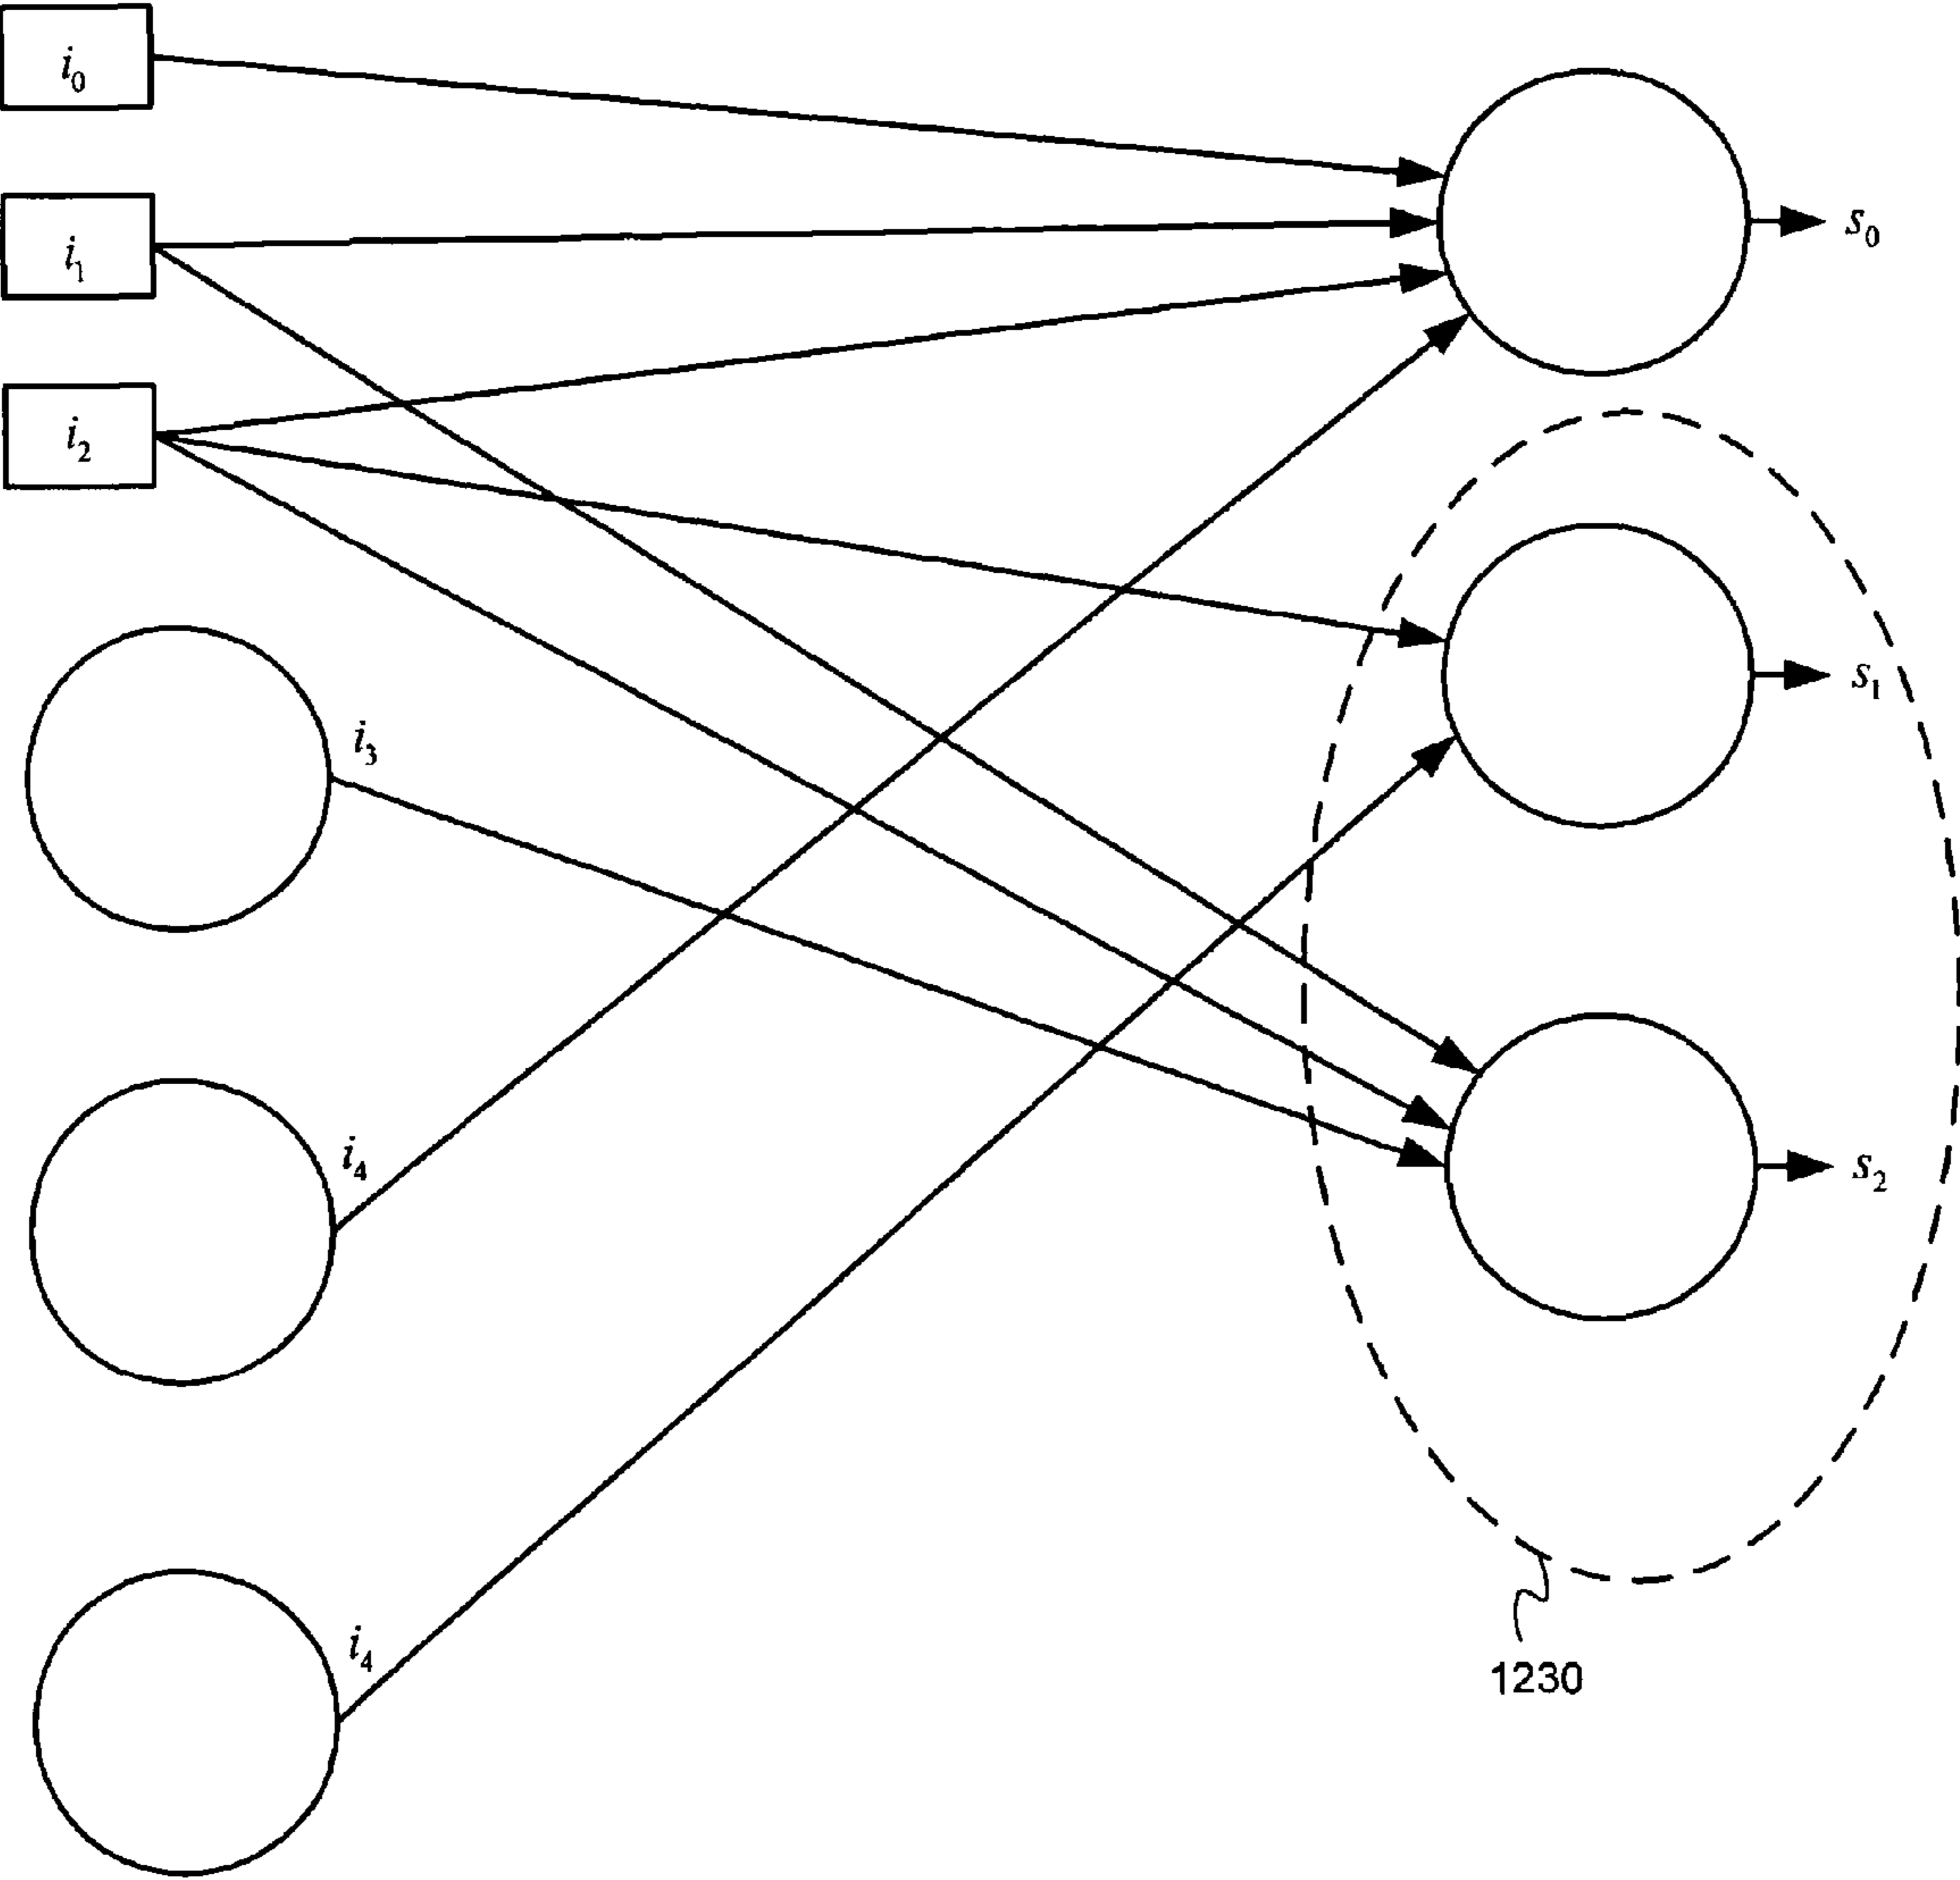 i₀
i₁
i₂
i₃
i₄
i₄
s₀
s₁
s₂
1230